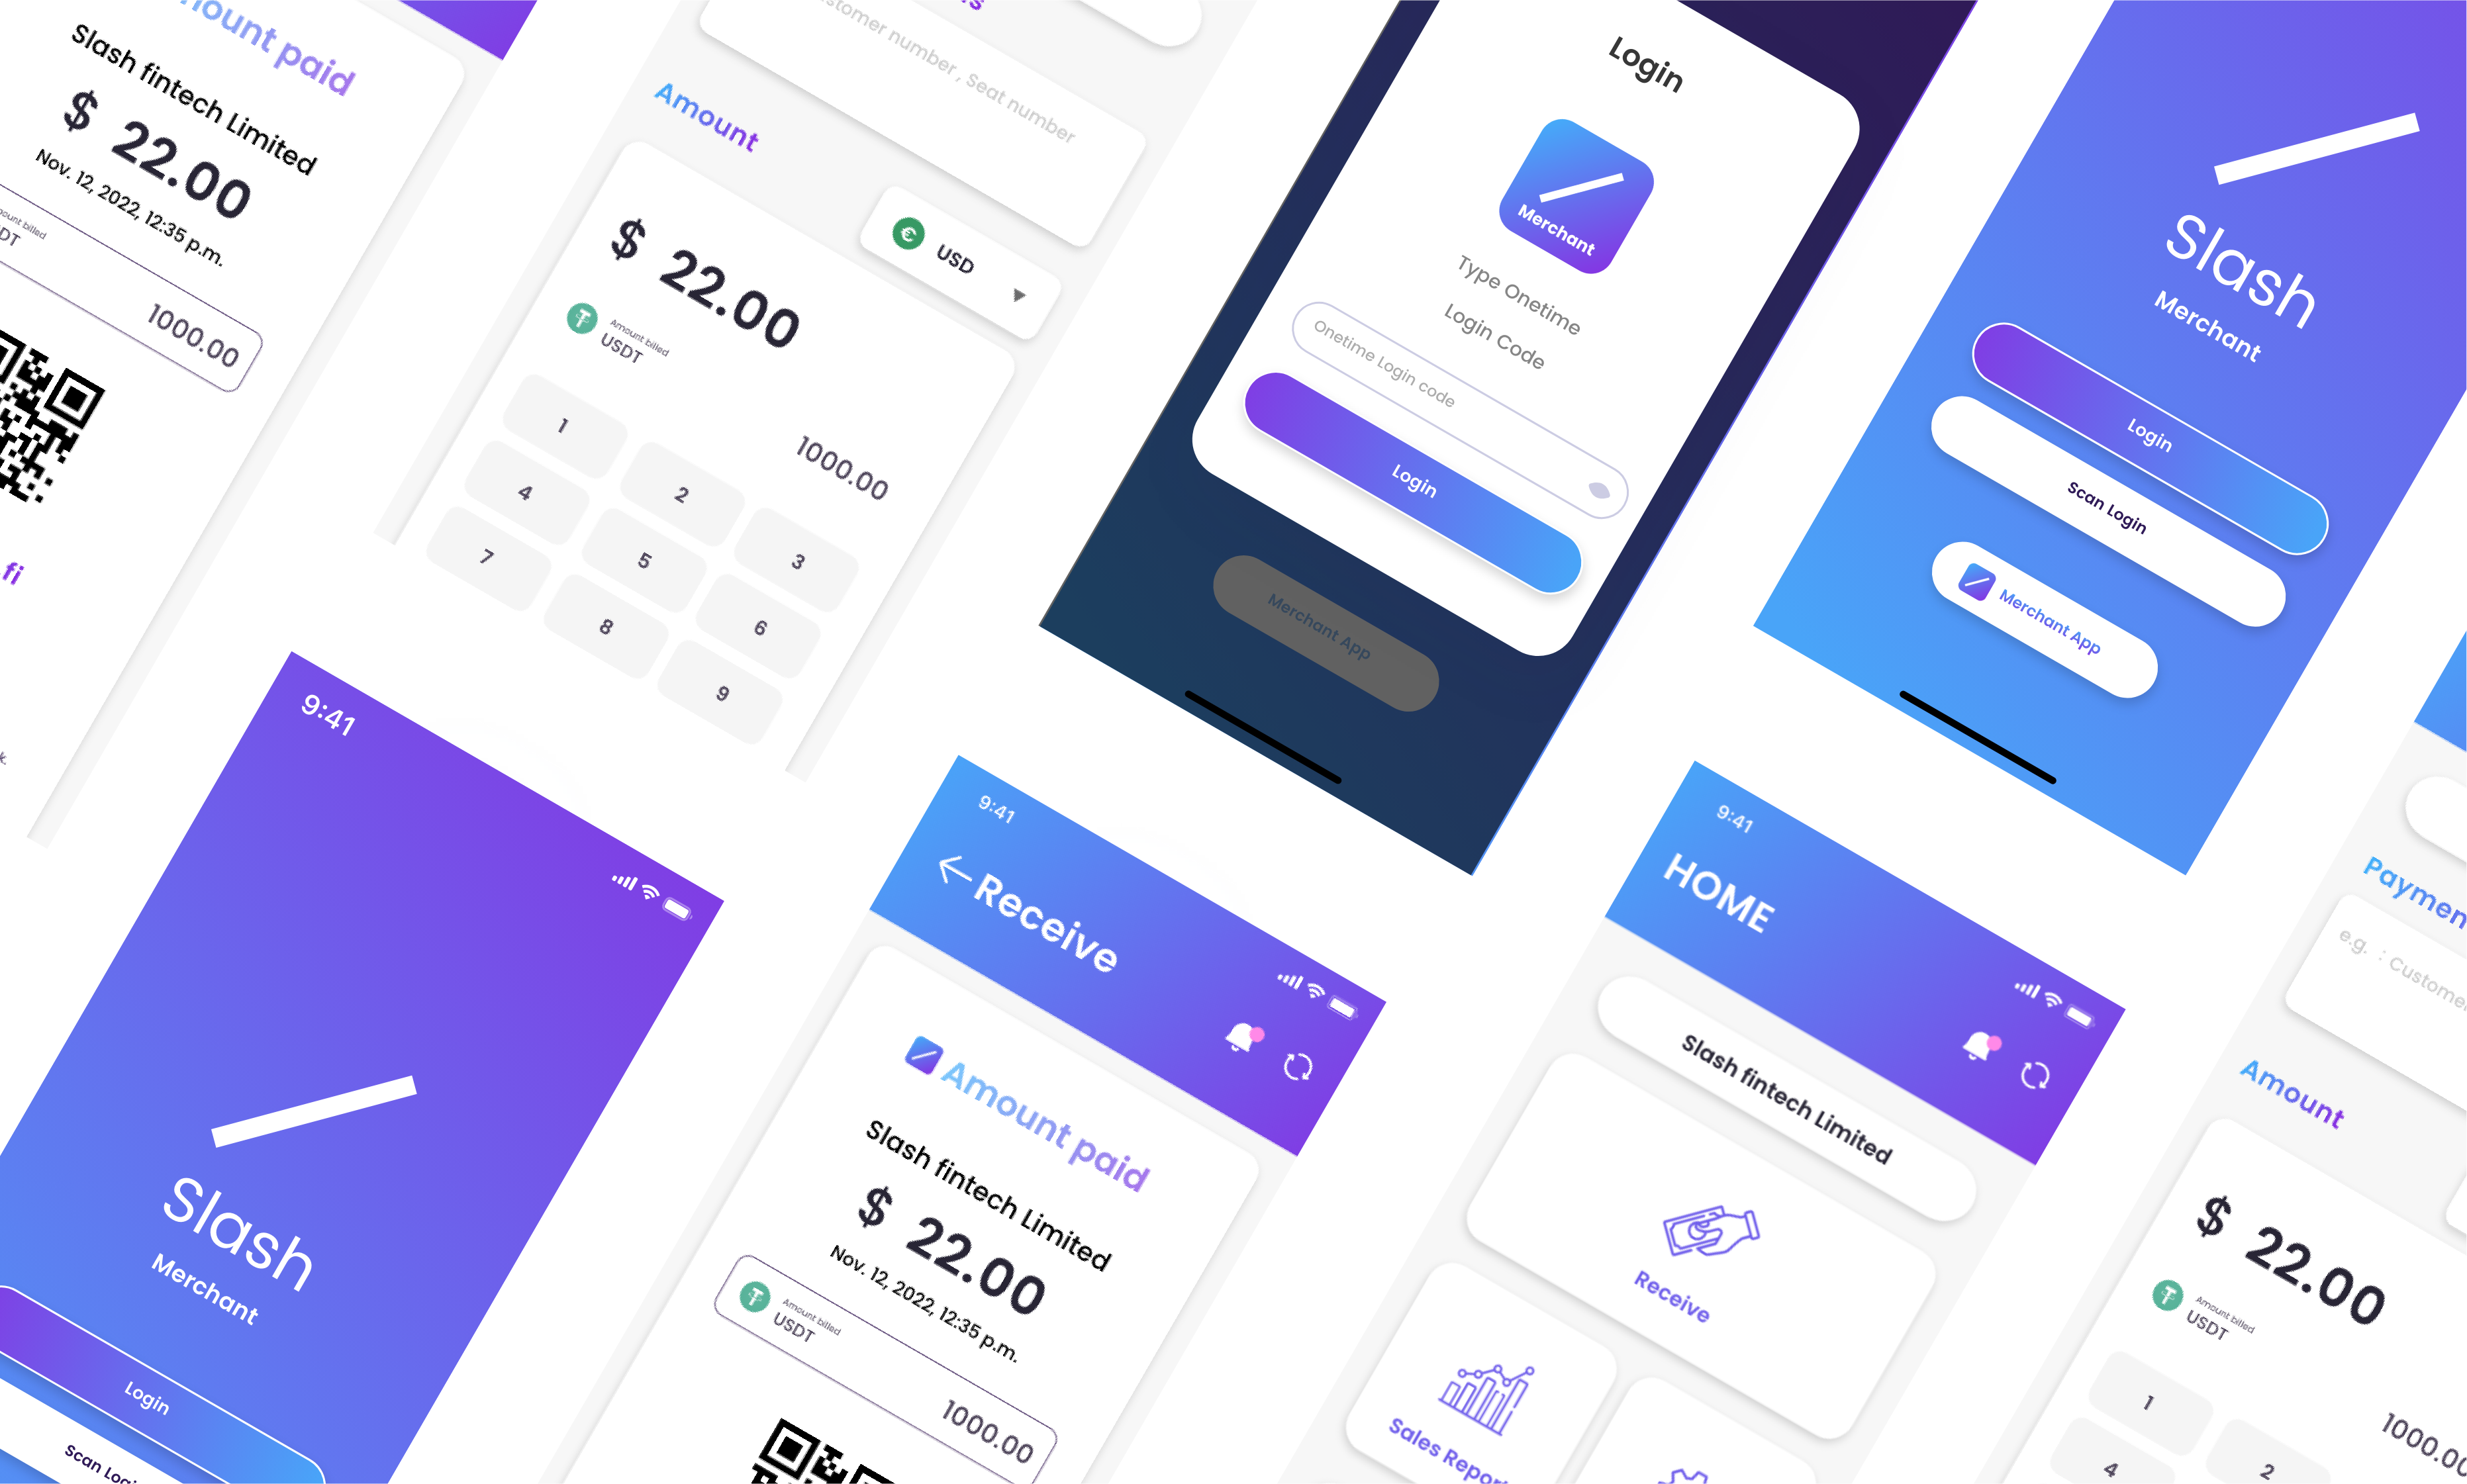 ount paid
Slash fintech Limited
$ 22.00
Nov. 12, 2022, 12:35 p.m.
ount billed
DT
1000.00
fi
k.
stomer number , Seat number
Amount
USD
$ 22.00
Amount billed
USDT
1000.00
1
2
3
4
5
6
7
8
9
Login
Merchant
Type Onetime
Login Code
Onetime Login code
Login
Merchant App
Slash
Merchant
Login
Scan Login
Merchant App
9:41
Slash
Merchant
Login
Scan Logi
9:41
Receive
Amount paid
Slash fintech Limited
$ 22.00
Nov. 12, 2022, 12:35 p.m.
Amount billed
USDT
1000.00
9:41
HOME
Slash fintech Limited
Receive
Sales Report
Paymen
e.g. : Custome
Amount
$ 22.00
Amount billed
USDT
1000.00
1
2
4